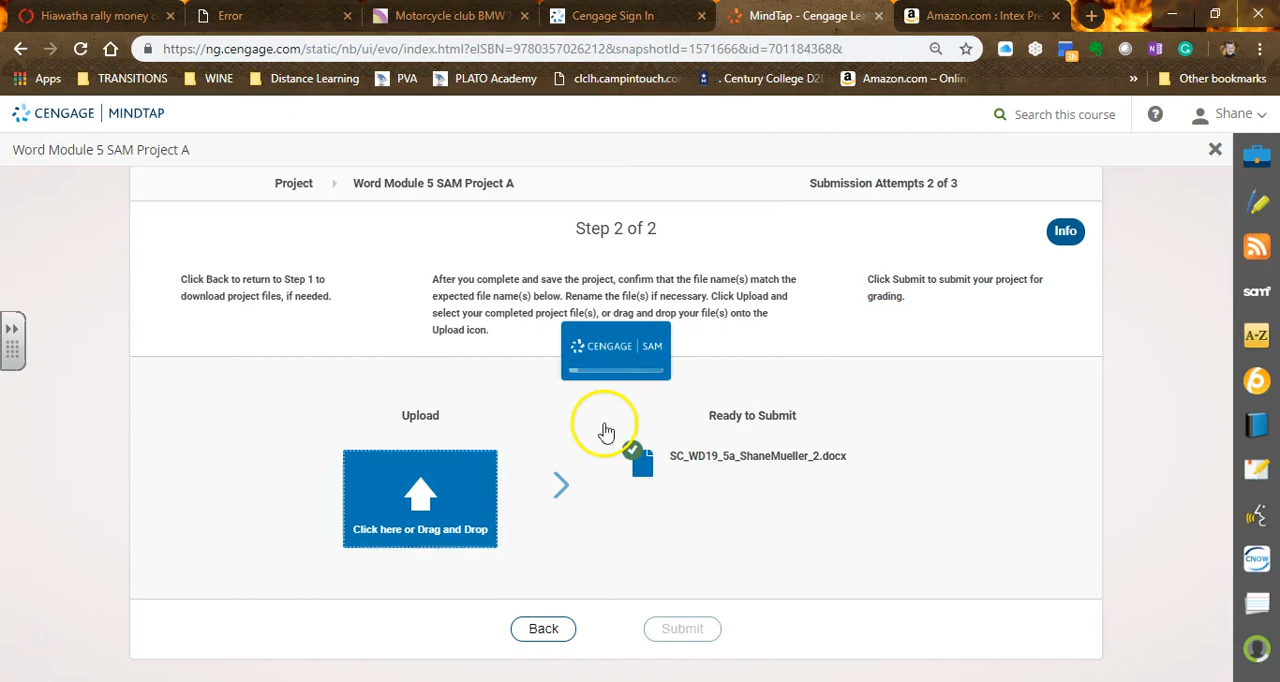 Hiawatha rally money c
Error
Motorcycle club BMW
Cengage Sign In
MindTap - Cengage Lea
Amazon.com : Intex Pre
https://ng.cengage.com/static/nb/ui/evo/index.html?eISBN=9780357026212&snapshotId=1571666&id=7011843684&
Apps
TRANSITIONS
WINE
Distance Learning
PVA
PLATO Academy
clclh.campintouch.co
. Century College D2
Amazon.com – Onlin
»
Other bookmarks
CENGAGE | MINDTAP
Search this course
Shane
Word Module 5 SAM Project A
Project
Word Module 5 SAM Project A
Submission Attempts 2 of 3
Step 2 of 2
Info
Click Back to return to Step 1 to
download project files, if needed.
After you complete and save the project, confirm that the file name(s) match the
expected file name(s) below. Rename the file(s) if necessary. Click Upload and
select your completed project file(s), or drag and drop your file(s) onto the
Upload icon.
Click Submit to submit your project for
grading.
CENGAGE | SAM
Upload
Ready to Submit
SC_WD19_5a_ShaneMueller_2.docx
Click here or Drag and Drop
Back
Submit
sam
A-Z
CNOW